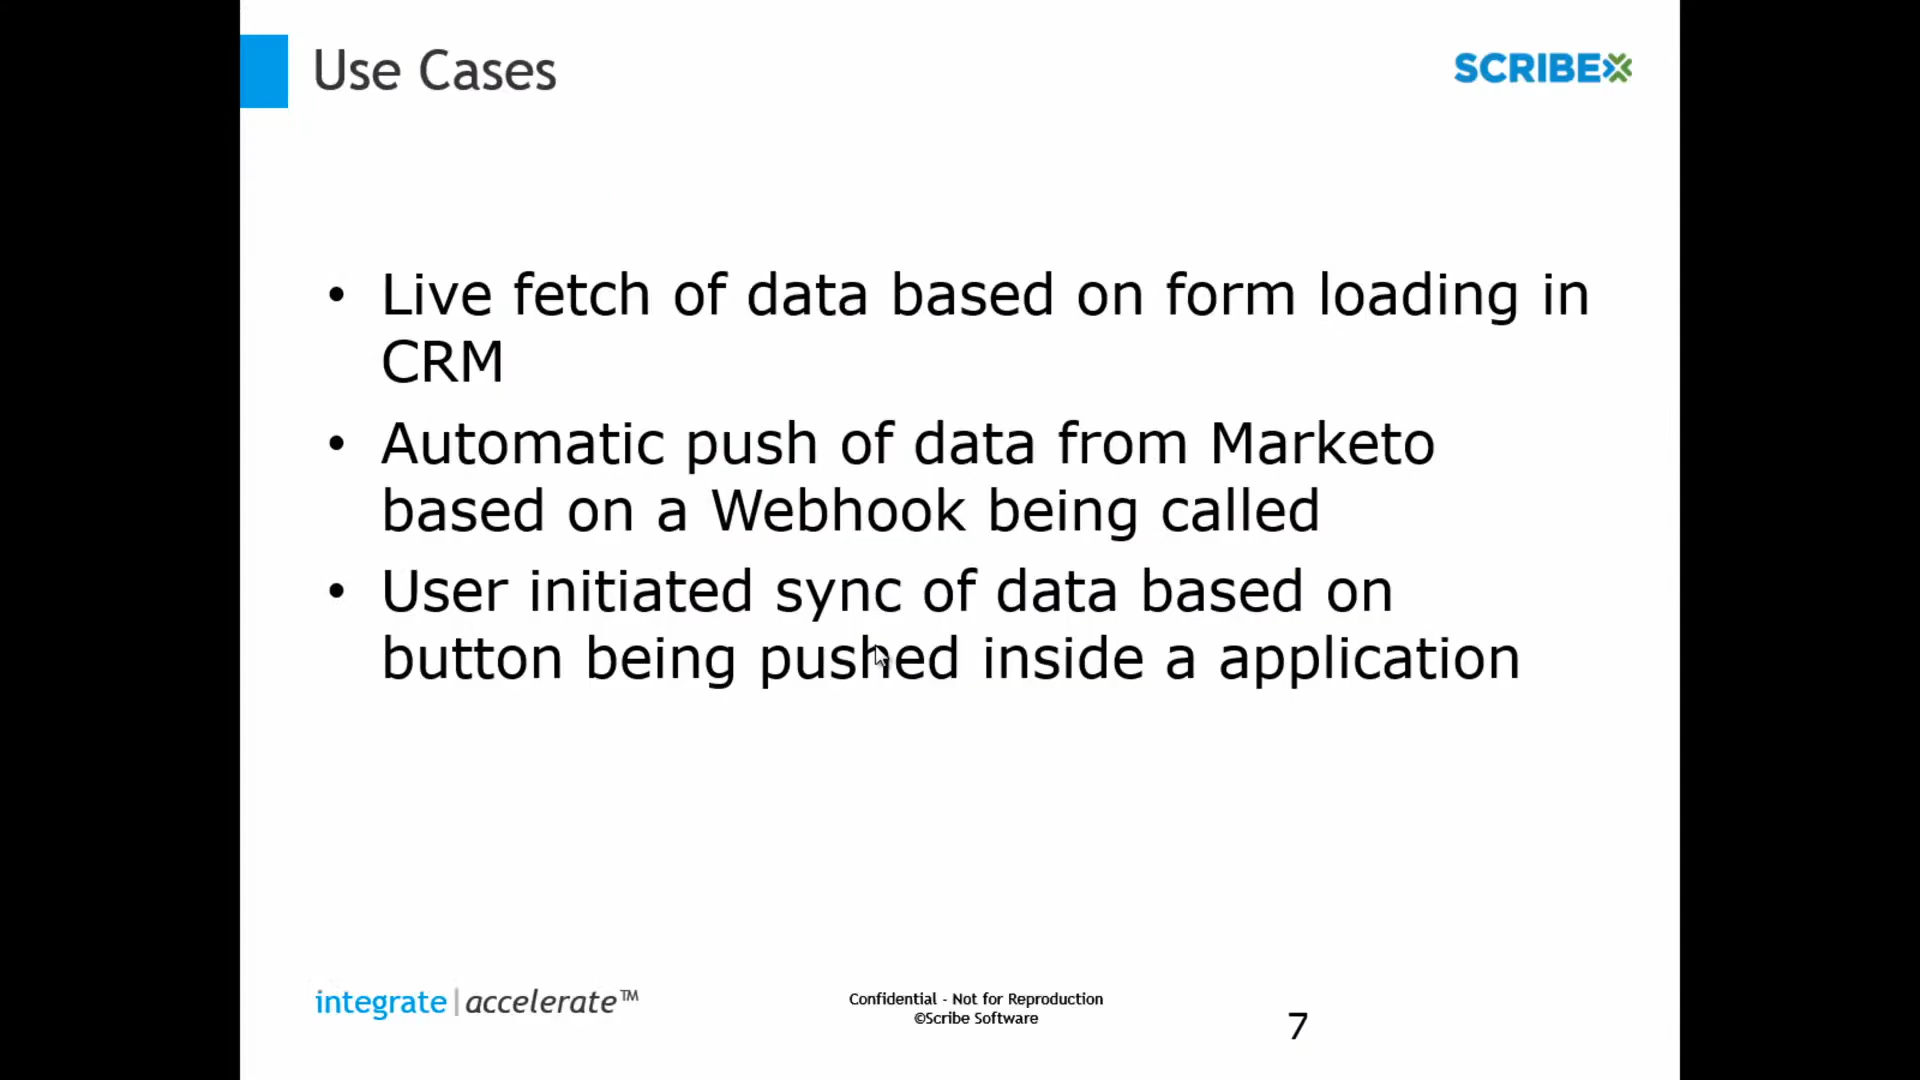 Use Cases
SCRIBE
• Live fetch of data based on form loading in
CRM
• Automatic push of data from Marketo
based on a Webhook being called
• User initiated sync of data based on
button being pushed inside a application
integrate|accelerate™
Confidential - Not for Reproduction
©Scribe Software
7